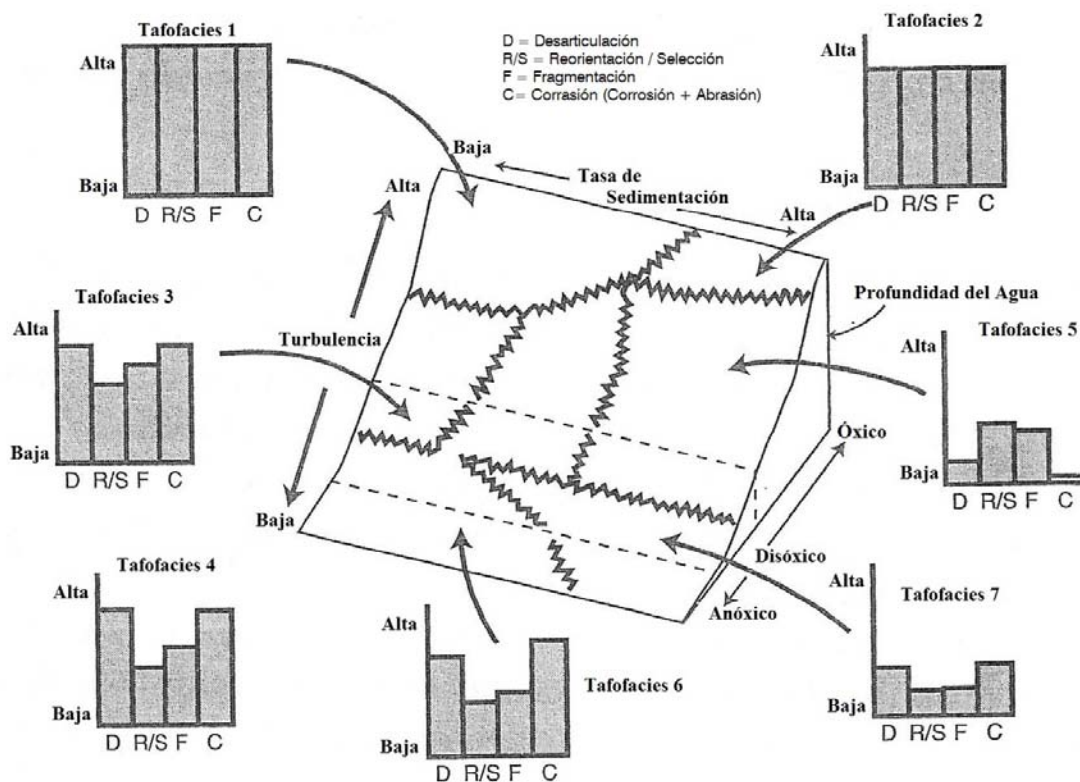 Tafofacies 1
Alta
Baja
D R/S F C
D = Desarticulación
R/S = Reorientación / Selección
F = Fragmentación
C = Corrasión (Corrosión + Abrasión)
Tafofacies 2
Alta
Baja
D R/S F C
Baja
Tasa de
Sedimentación
Alta
Alta
Turbulencia
Baja
Profundidad del Agua
Óxico
Disóxico
Anóxico
Tafofacies 3
Alta
Baja
D R/S F C
Tafofacies 5
Alta
Baja
D R/S F C
Tafofacies 4
Alta
Baja
D R/S F C
Alta
Baja
Tafofacies 6
D R/S F C
Alta
Tafofacies 7
Baja
D R/S F C